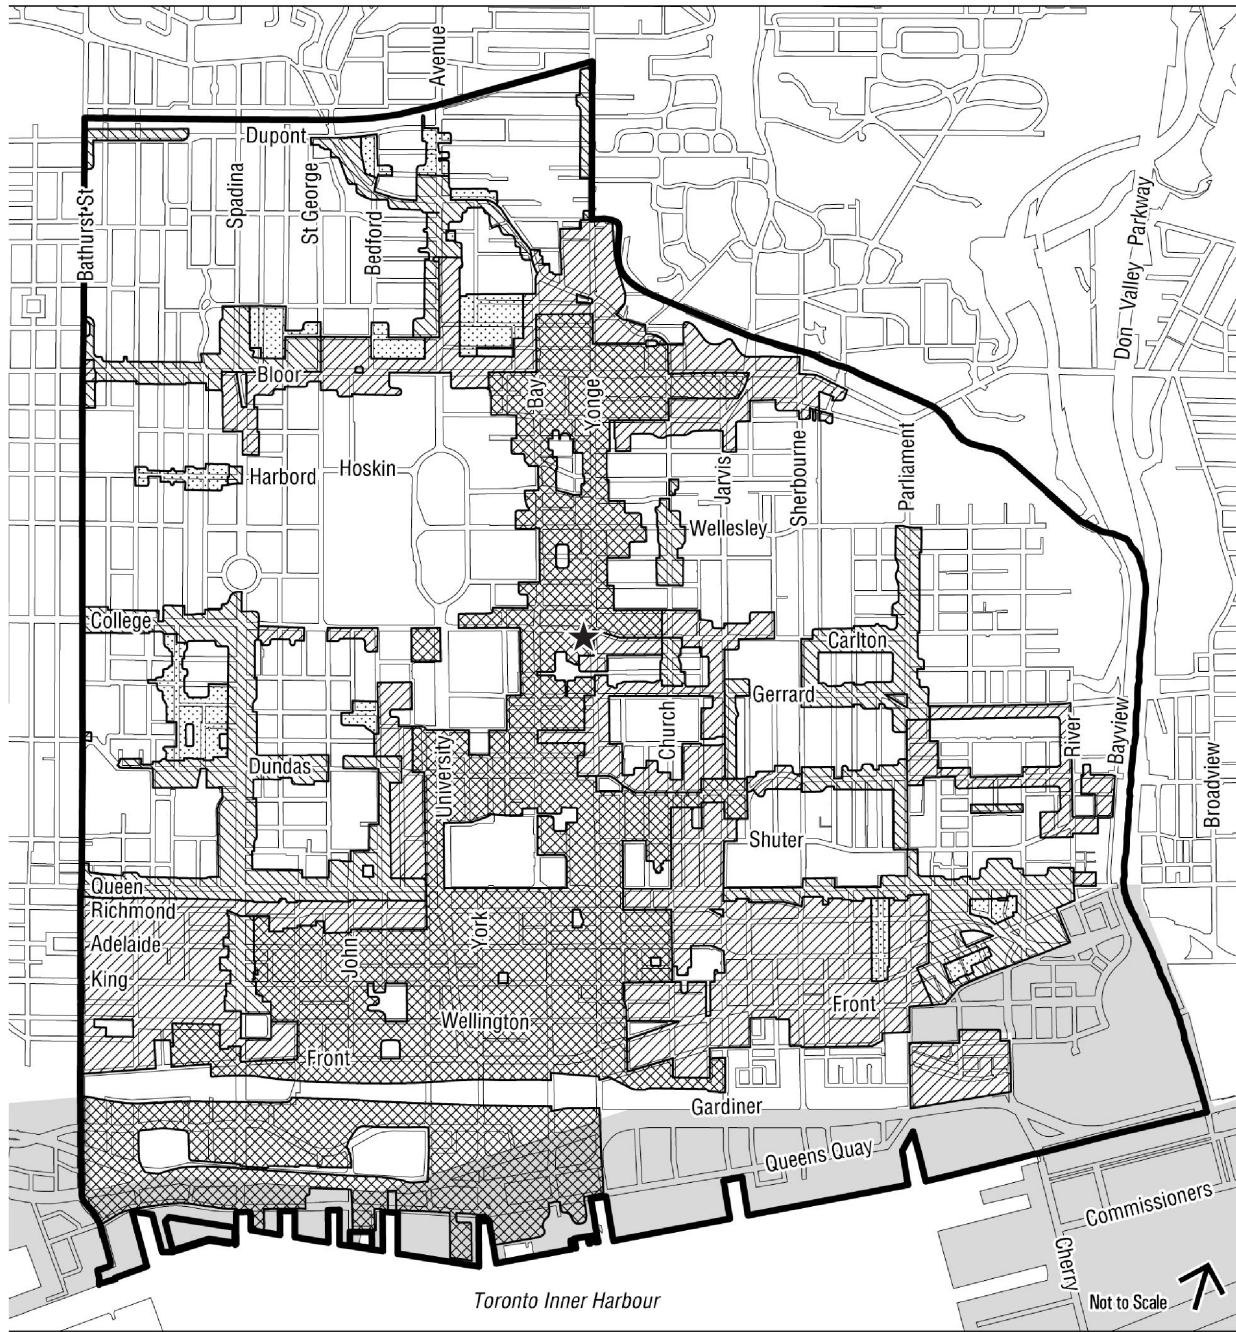 Avenue
Dupont
Spadina
St George
Bedford
Bathurst St
Don Valley Parkway
Bloor
Bay
Yonge
Harbord
Hoskin
Jarvis
Sherbourne
Parliament
Wellesley
College
Carlton
Gerrard
Church
River
Bayview
Broadview
University
Dundas
Shuter
Queen
Richmond
Adelaide
King
John
York
Wellington
Front
Front
Gardiner
Queens Quay
Commissioners
Cherry
Not to Scale
Toronto Inner Harbour